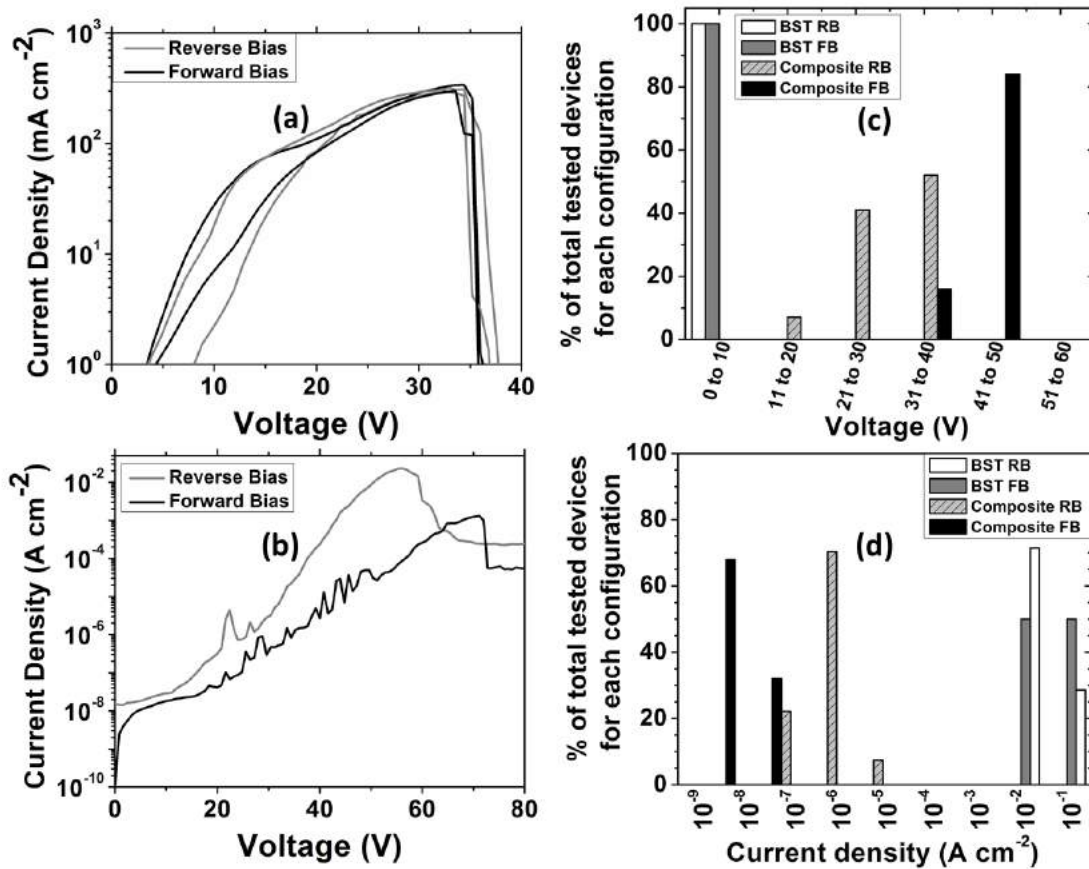 Reverse Bias
Forward Bias
(a)
Current Density (mA cm⁻²)
10³
10²
10¹
10⁰
0 10 20 30 40
Voltage (V)
BST RB
BST FB
Composite RB
Composite FB
(c)
% of total tested devices
for each configuration
100
80
60
40
20
0
0 to 10
11 to 20
21 to 30
31 to 40
41 to 50
51 to 60
Voltage (V)
Reverse Bias
Forward Bias
(b)
Current Density (A cm⁻²)
10⁻²
10⁻⁴
10⁻⁶
10⁻⁸
10⁻¹⁰
0 20 40 60 80
Voltage (V)
BST RB
BST FB
Composite RB
Composite FB
(d)
% of total tested devices
for each configuration
100
80
60
40
20
0
10⁻⁹
10⁻⁸
10⁻⁷
10⁻⁶
10⁻⁵
10⁻⁴
10⁻³
10⁻²
10⁻¹
Current density (A cm⁻²)